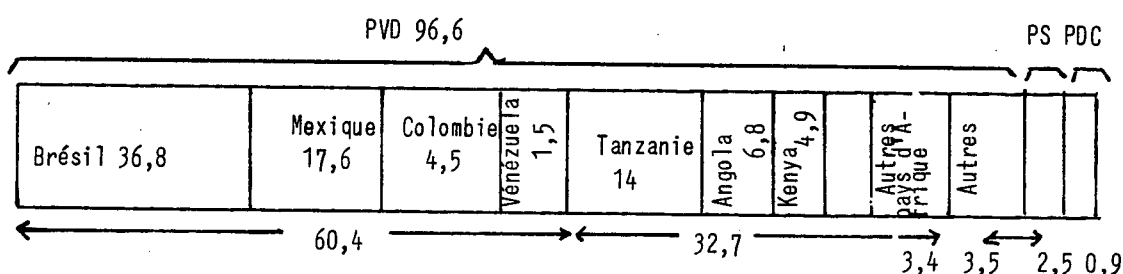 PVD 96,6
PS PDC
Brésil 36,8
Mexique
17,6
Colombie
4,5
Vénézuela
1,5
Tanzanie
14
Angola
6,8
Kenya
4,9
Autres
pays d'A-
frique
Autres
60,4
32,7
3,4
3,5
2,5
0,9